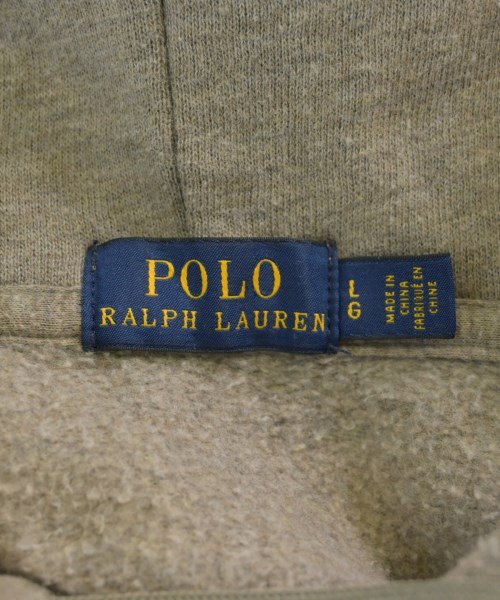 POLO
RALPH LAUREN
L
G
MADE IN
CHINA
FABRIQUÉ EN
CHINE